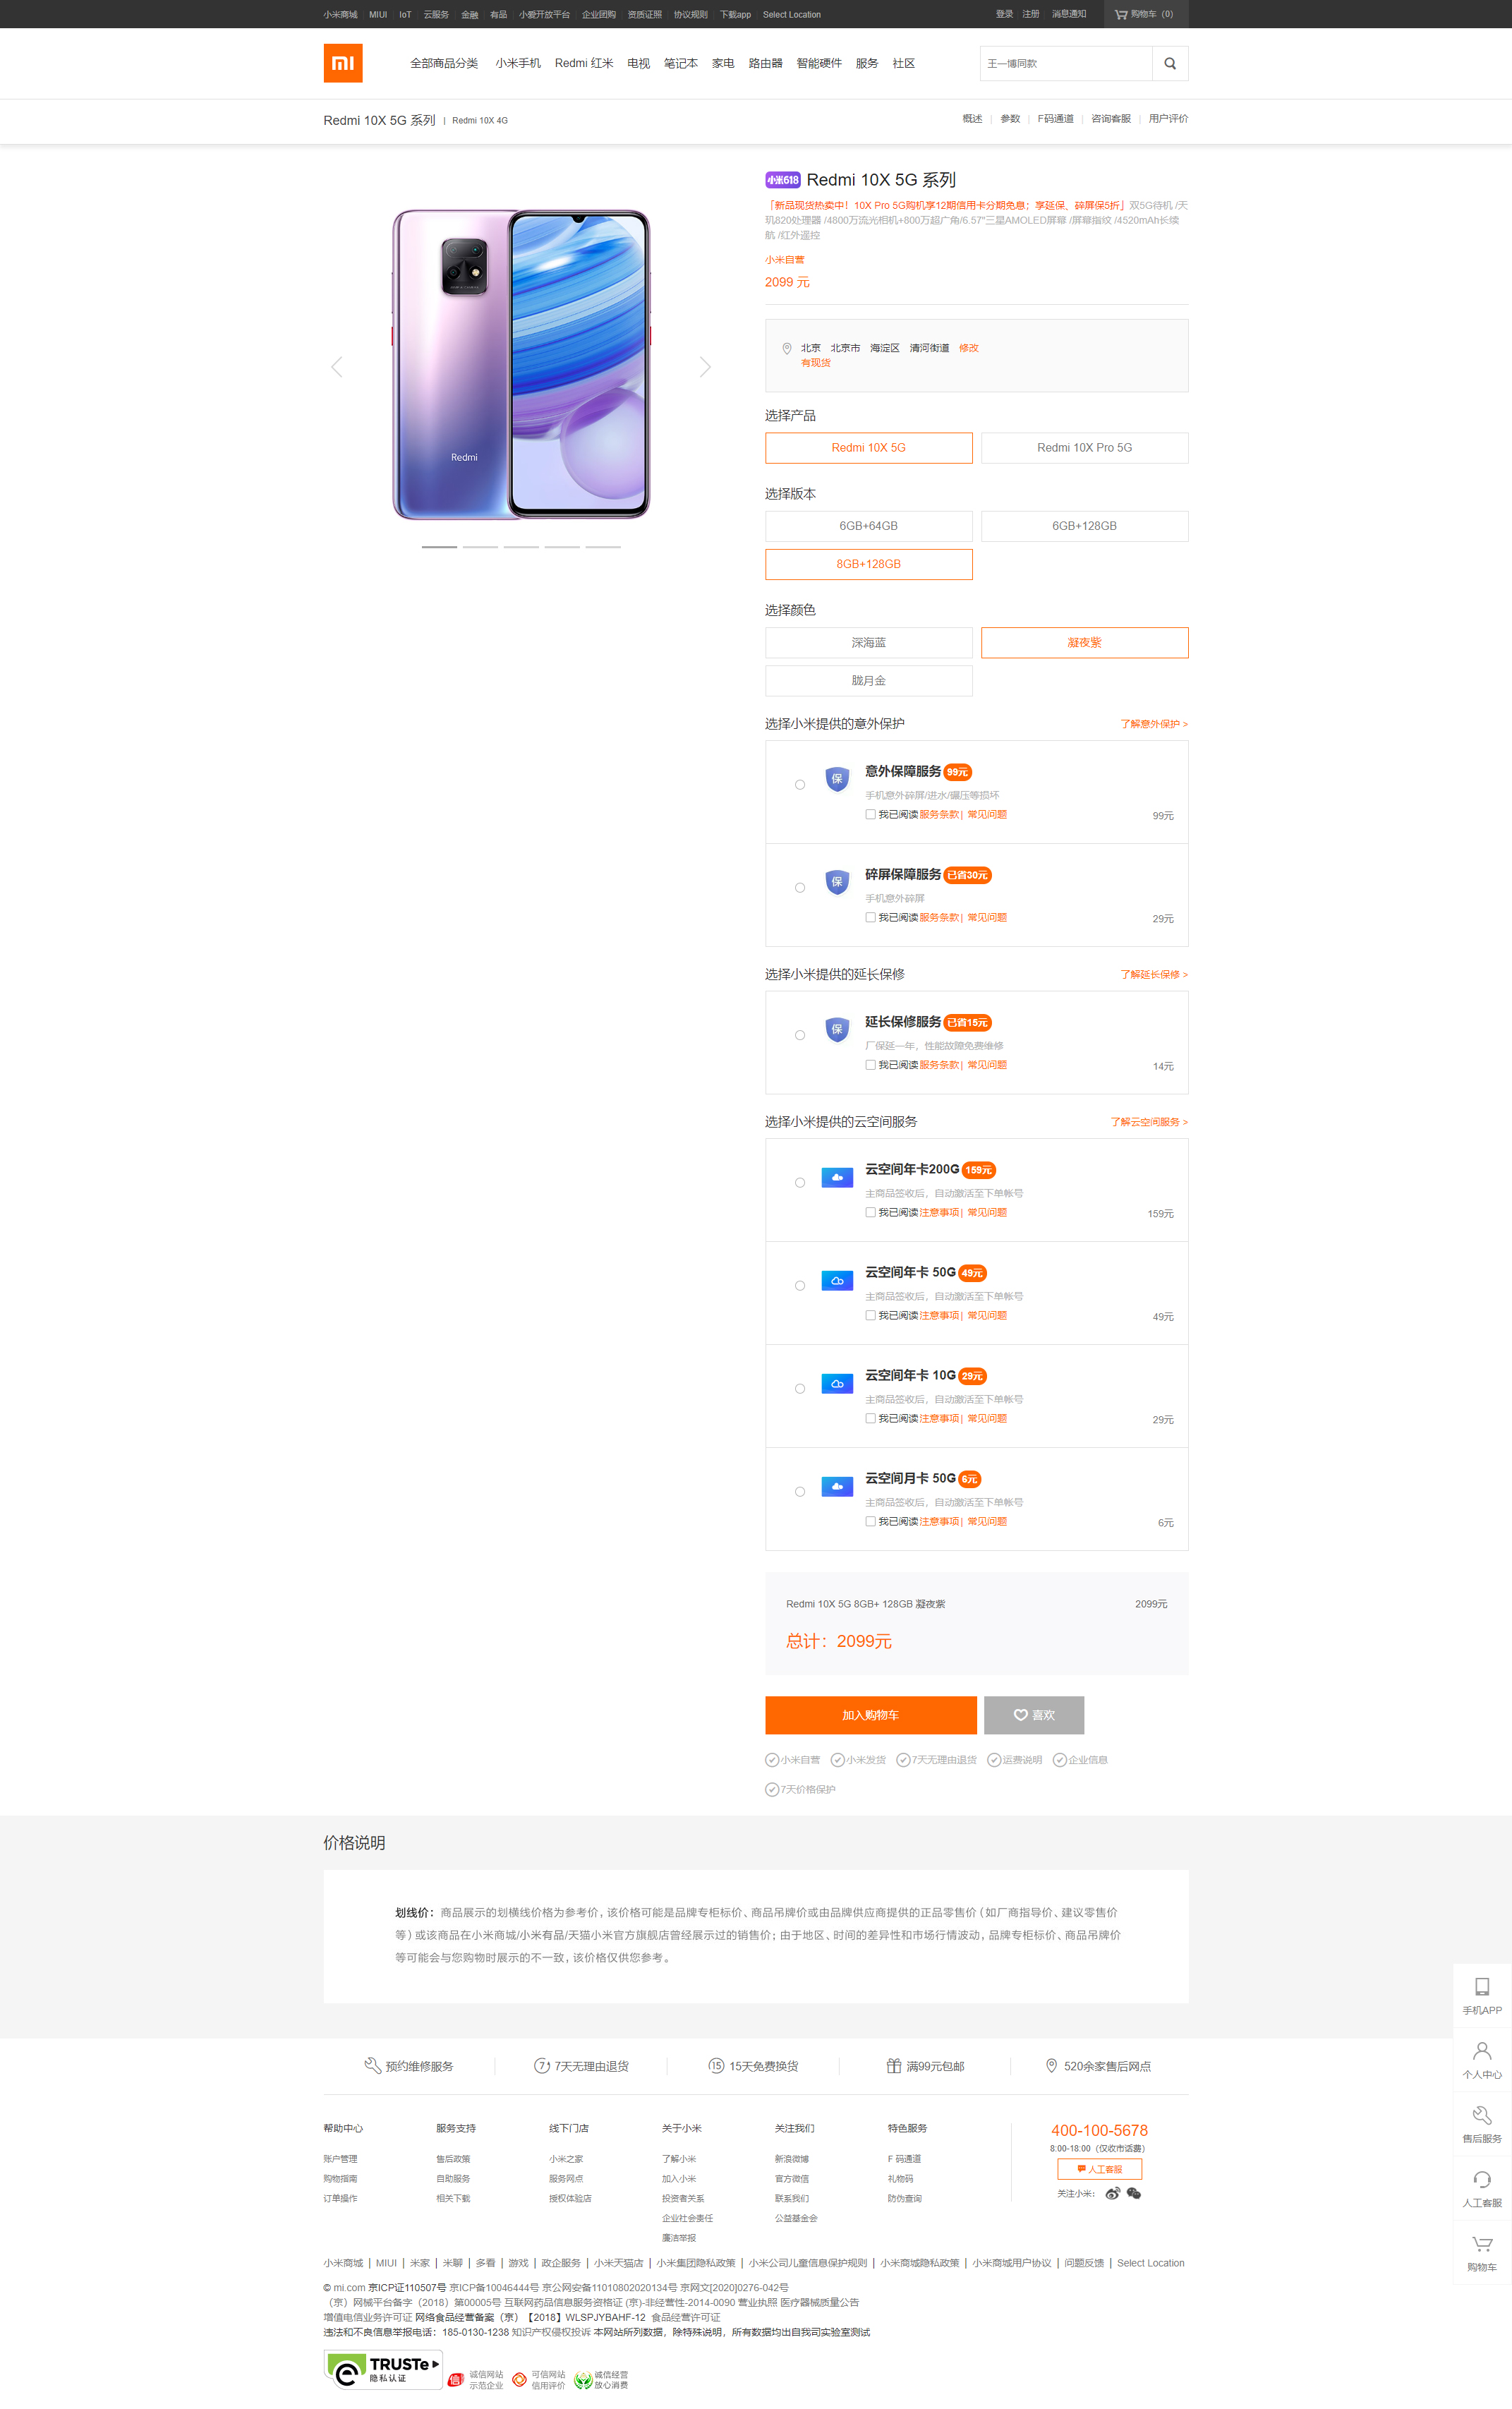 小米商城 MIUI IoT 云服务 金融 有品 小爱开放平台 企业团购 资质证照 协议规则 下载app Select Location 登录 注册 消息通知 购物车（0）
全部商品分类 小米手机 Redmi 红米 电视 笔记本 家电 路由器 智能硬件 服务 社区 王一博同款
Redmi 10X 5G 系列 | Redmi 10X 4G 概述 | 参数 | F码通道 | 咨询客服 | 用户评价
小米618 Redmi 10X 5G 系列
「新品现货热卖中！10X Pro 5G购机享12期信用卡分期免息；享延保、碎屏保5折」双5G待机 /天
玑820处理器 /4800万流光相机+800万超广角/6.57"三星AMOLED屏幕 /屏幕指纹 /4520mAh长续
航 /红外遥控
小米自营
2099 元
北京 北京市 海淀区 清河街道 修改
有现货
选择产品
Redmi 10X 5G Redmi 10X Pro 5G
Redmi
选择版本
6GB+64GB 6GB+128GB
8GB+128GB
选择颜色
深海蓝 凝夜紫
胧月金
选择小米提供的意外保护 了解意外保护 >
保 意外保障服务 99元
手机意外碎屏/进水/碾压等损坏
我已阅读服务条款| 常见问题 99元
保 碎屏保障服务 已省30元
手机意外碎屏
我已阅读服务条款| 常见问题 29元
选择小米提供的延长保修 了解延长保修 >
保 延长保修服务 已省15元
厂保延一年，性能故障免费维修
我已阅读服务条款| 常见问题 14元
选择小米提供的云空间服务 了解云空间服务 >
云空间年卡200G 159元
主商品签收后，自动激活至下单帐号
我已阅读注意事项| 常见问题 159元
云空间年卡 50G 49元
主商品签收后，自动激活至下单帐号
我已阅读注意事项| 常见问题 49元
云空间年卡 10G 29元
主商品签收后，自动激活至下单帐号
我已阅读注意事项| 常见问题 29元
云空间月卡 50G 6元
主商品签收后，自动激活至下单帐号
我已阅读注意事项| 常见问题 6元
Redmi 10X 5G 8GB+ 128GB 凝夜紫 2099元
总计：2099元
加入购物车 喜欢
小米自营 小米发货 7天无理由退货 运费说明 企业信息
7天价格保护
价格说明
划线价：商品展示的划横线价格为参考价，该价格可能是品牌专柜标价、商品吊牌价或由品牌供应商提供的正品零售价（如厂商指导价、建议零售价
等）或该商品在小米商城/小米有品/天猫小米官方旗舰店曾经展示过的销售价；由于地区、时间的差异性和市场行情波动，品牌专柜标价、商品吊牌价
等可能会与您购物时展示的不一致，该价格仅供您参考。
手机APP
个人中心
售后服务
人工客服
购物车
预约维修服务 7 7天无理由退货 15 15天免费换货 满99元包邮 520余家售后网点
帮助中心 服务支持 线下门店 关于小米 关注我们 特色服务 400-100-5678
8:00-18:00（仅收市话费）
账户管理 售后政策 小米之家 了解小米 新浪微博 F 码通道
人工客服
购物指南 自助服务 服务网点 加入小米 官方微信 礼物码
订单操作 相关下载 授权体验店 投资者关系 联系我们 防伪查询 关注小米：
企业社会责任 公益基金会
廉洁举报
小米商城 | MIUI | 米家 | 米聊 | 多看 | 游戏 | 政企服务 | 小米天猫店 | 小米集团隐私政策 | 小米公司儿童信息保护规则 | 小米商城隐私政策 | 小米商城用户协议 | 问题反馈 | Select Location
© mi.com 京ICP证110507号 京ICP备10046444号 京公网安备11010802020134号 京网文[2020]0276-042号
（京）网械平台备字（2018）第00005号 互联网药品信息服务资格证 (京)-非经营性-2014-0090 营业执照 医疗器械质量公告
增值电信业务许可证 网络食品经营备案（京）【2018】WLSPJYBAHF-12 食品经营许可证
违法和不良信息举报电话：185-0130-1238 知识产权侵权投诉 本网站所列数据，除特殊说明，所有数据均出自我司实验室测试
TRUSTe
隐私认证
诚信网站
示范企业
可信网站
信用评价
诚信经营
放心消费